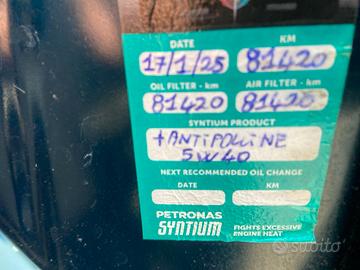 DATE KM
17/1/25 81420
OIL FILTER - km AIR FILTER - km
81420 81420
SYNTIUM PRODUCT
+ANTIPOLLINE
5W40
NEXT RECOMMENDED OIL CHANGE
DATE KM
PETRONAS
SYNTIUM
FIGHTS EXCESSIVE
ENGINE HEAT
subito